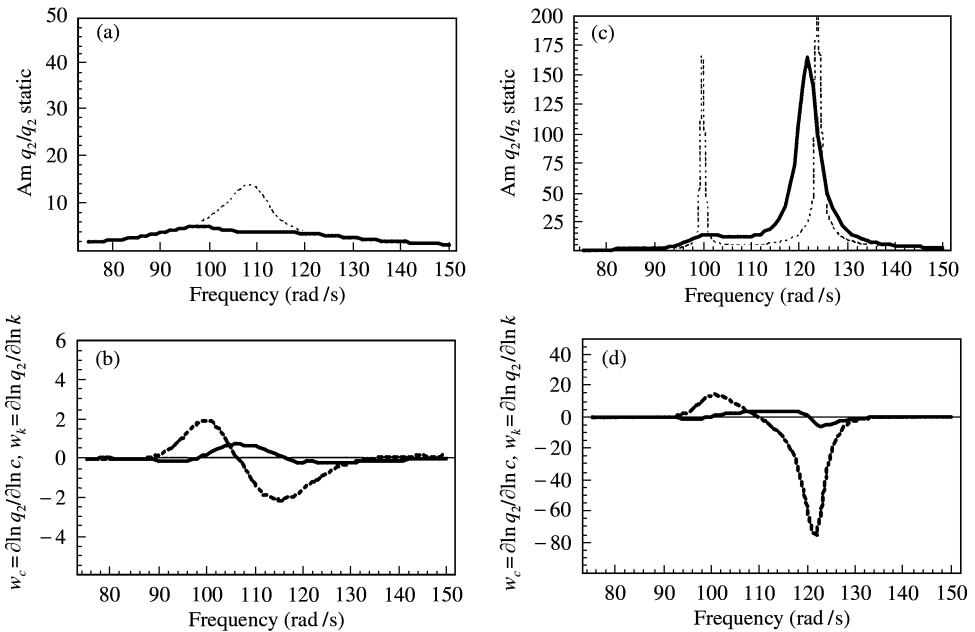 (a)
50
40
30
20
10
Am q₂/q₂ static
80 90 100 110 120 130 140 150
Frequency (rad /s)
(c)
200
175
150
125
100
75
50
25
Am q₂/q₂ static
80 90 100 110 120 130 140 150
Frequency (rad /s)
(b)
6
4
2
0
−2
−4
w_c = ∂ln q₂/∂ln c, w_k = ∂ln q₂/∂ln k
80 90 100 110 120 130 140 150
Frequency (rad /s)
(d)
40
20
0
−20
−40
−60
−80
w_c = ∂ln q₂/∂ln c, w_k = ∂ln q₂/∂ln k
80 90 100 110 120 130 140 150
Frequency (rad /s)